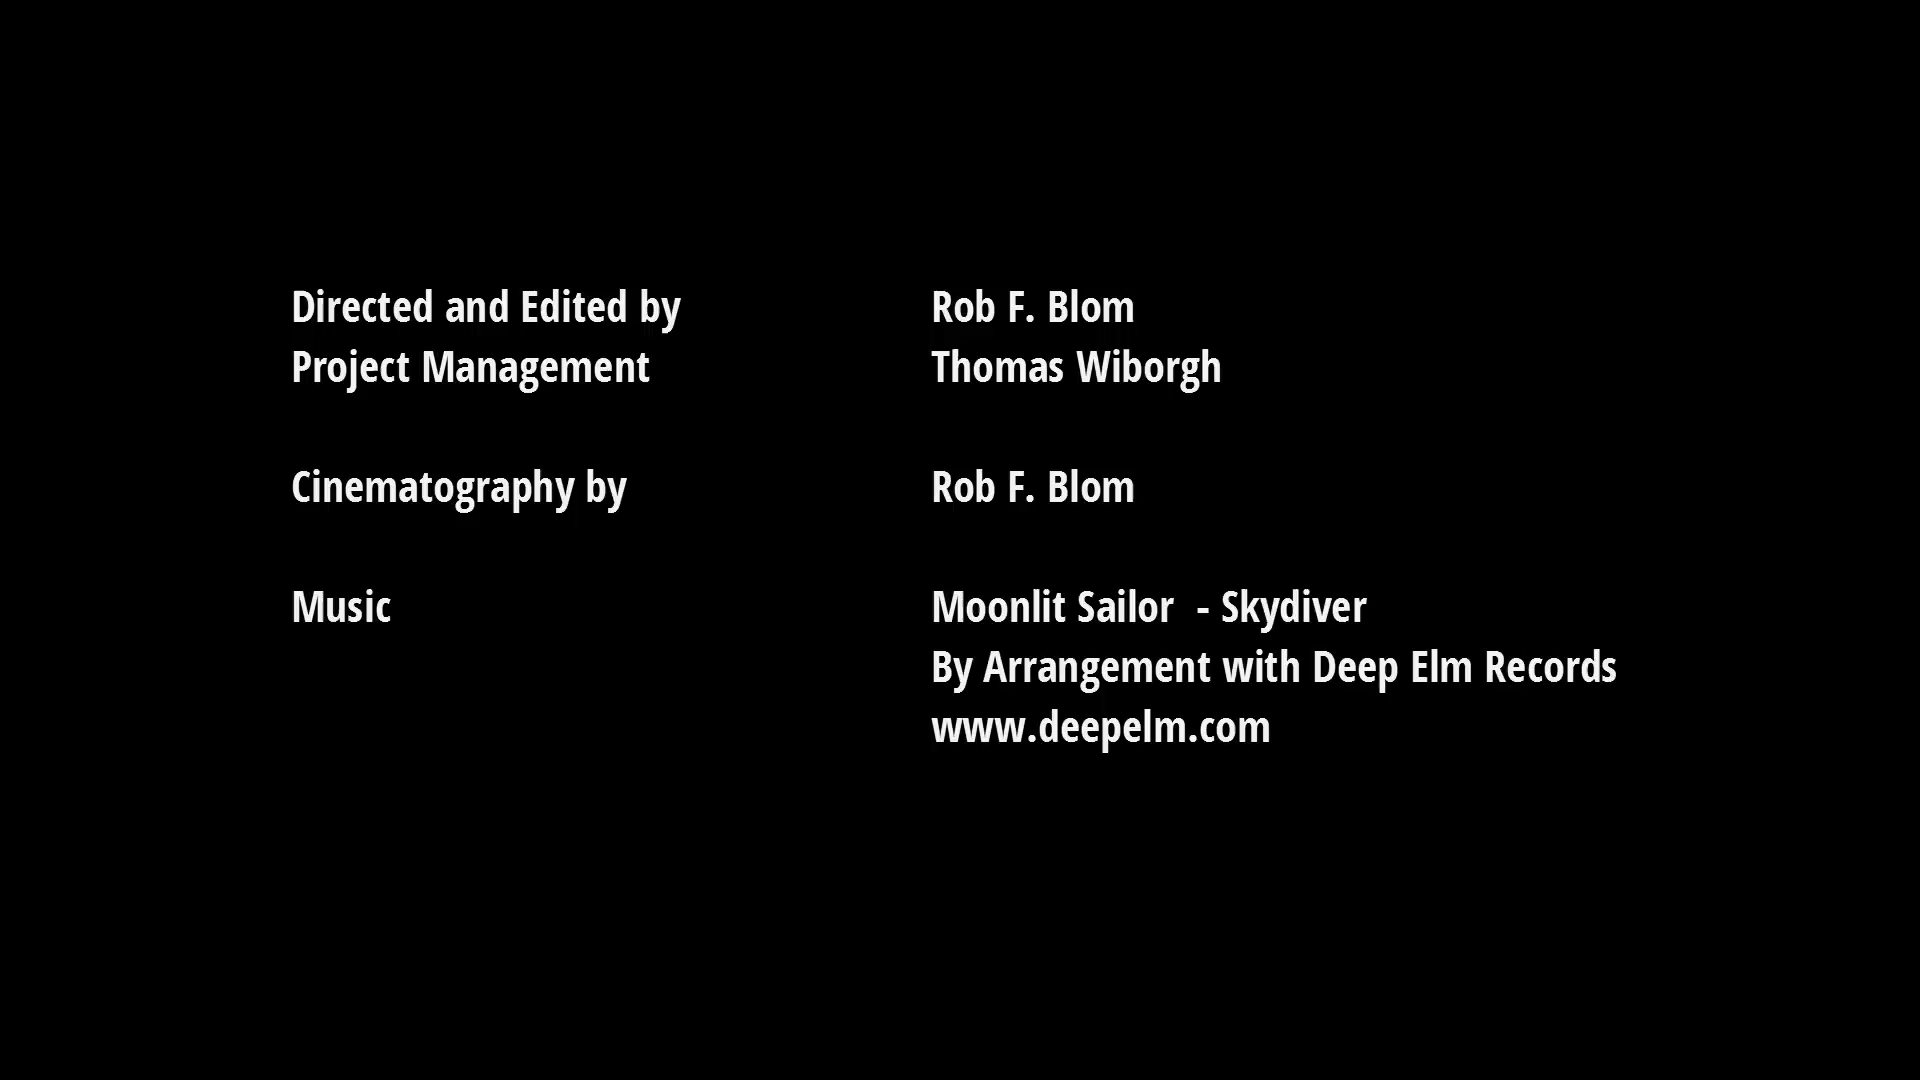 Directed and Edited by Rob F. Blom
Project Management Thomas Wiborgh
Cinematography by Rob F. Blom
Music Moonlit Sailor  - Skydiver
By Arrangement with Deep Elm Records
www.deepelm.com